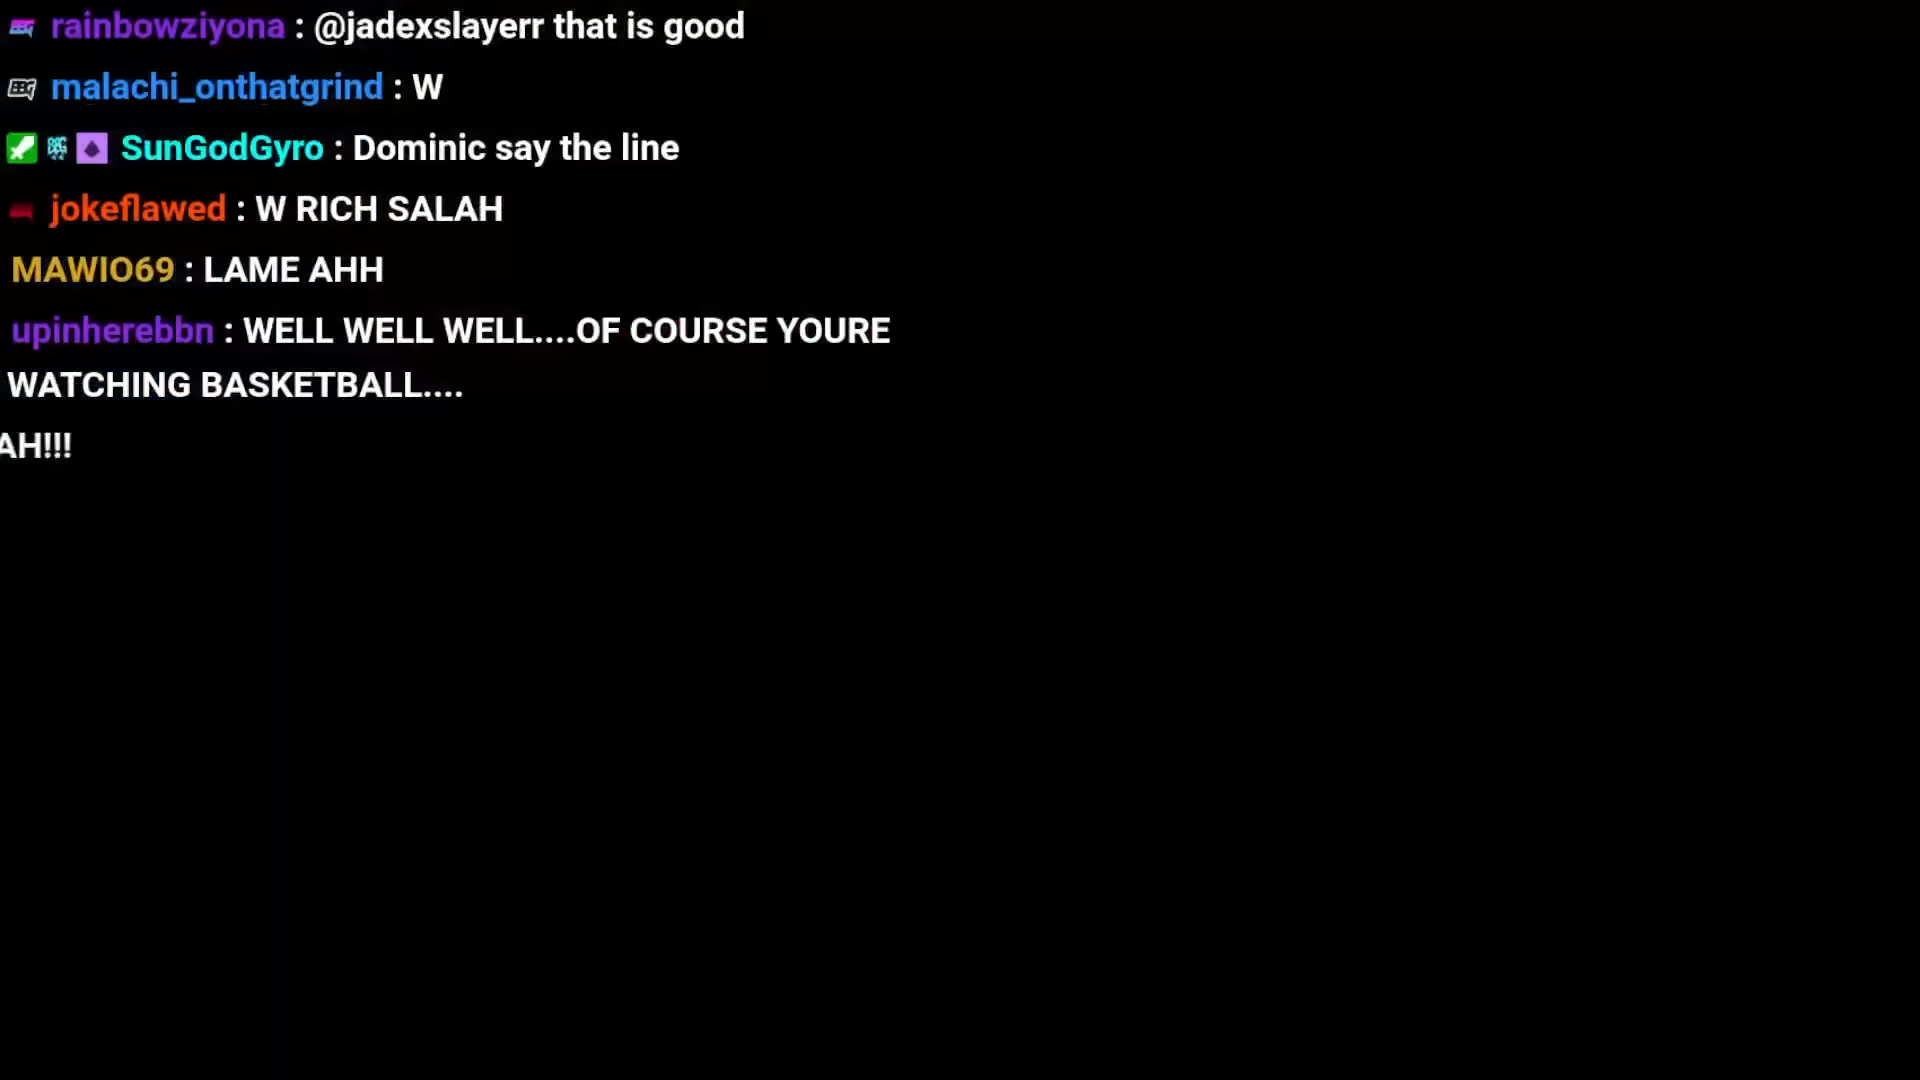 rainbowziyona : @jadexslayerr that is good
malachi_onthatgrind : W
SunGodGyro : Dominic say the line
jokeflawed : W RICH SALAH
MAWIO69 : LAME AHH
upinherebbn : WELL WELL WELL....OF COURSE YOURE
WATCHING BASKETBALL....
AH!!!